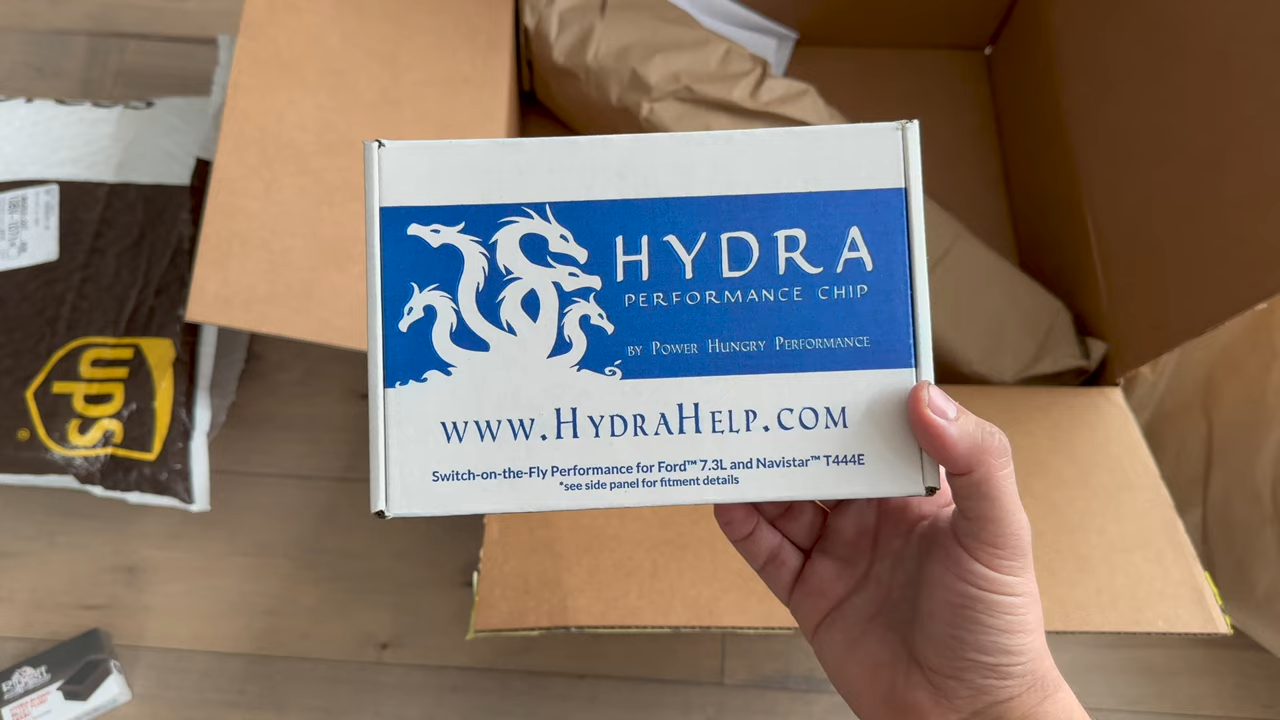 HYDRA
PERFORMANCE CHIP
BY POWER HUNGRY PERFORMANCE
WWW.HYDRAHELP.COM
Switch-on-the-Fly Performance for Ford™ 7.3L and Navistar™ T444E
*see side panel for fitment details
ups
®